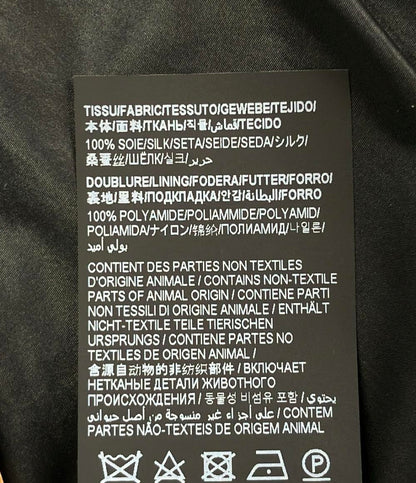 TISSU/FABRIC/TESSUTO/GEWEBE/TEJIDO/
本体/面料/ТКАНЬ/직물/قماش/TECIDO
100% SOIE/SILK/SETA/SEIDE/SEDA/シルク/
桑蚕丝/ШЁЛК/실크/حرير
DOUBLURE/LINING/FODERA/FUTTER/FORRO/
裏地/里料/ПОДКЛАДКА/안감/البطانة/FORRO
100% POLYAMIDE/POLIAMMIDE/POLYAMID/
POLIAMIDA/ナイロン/锦纶/ПОЛИАМИД/나일론/
بولي أميد
CONTIENT DES PARTIES NON TEXTILES
D'ORIGINE ANIMALE / CONTAINS NON-TEXTILE
PARTS OF ANIMAL ORIGIN / CONTIENE PARTI
NON TESSILI DI ORIGINE ANIMALE / ENTHÄLT
NICHT-TEXTILE TEILE TIERISCHEN
URSPRUNGS / CONTIENE PARTES NO
TEXTILES DE ORIGEN ANIMAL /
含源自动物的非纺织部件 / ВКЛЮЧАЕТ
НЕТКАНЫЕ ДЕТАЛИ ЖИВОТНОГО
ПРОИСХОЖДЕНИЯ / 동물성 비섬유 포함 / يحتوي
على أجزاء غير منسوجة من أصل حيواني / CONTEM
PARTES NÃO-TEXTEIS DE ORIGEM ANIMAL